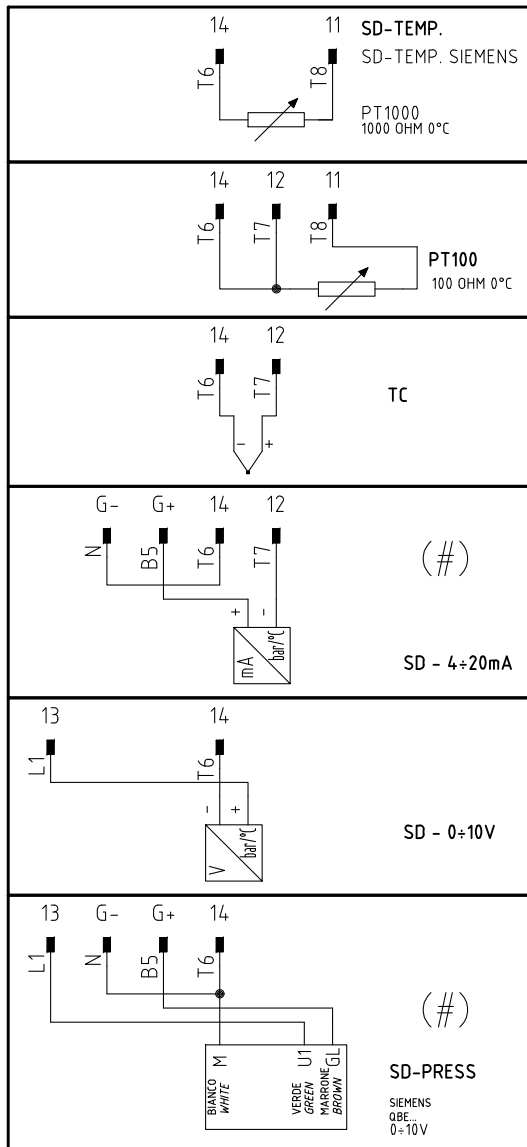 14 11 SD-TEMP.
T6 T8 SD-TEMP. SIEMENS
PT1000
1000 OHM 0°C
14 12 11
T6 T7 T8
PT100
100 OHM 0°C
14 12
T6 T7 TC
- +
G- G+ 14 12
N B5 T6 T7 (#)
+ -
mA bar/°C
SD - 4÷20mA
13 14
L1 T6
- +
V bar/°C
SD - 0÷10V
13 G- G+ 14
L1 N B5 T6
(#)
M U1 GL
BIANCO VERDE MARRONE
WHITE GREEN BROWN
SD-PRESS
SIEMENS
QBE...
0÷10V